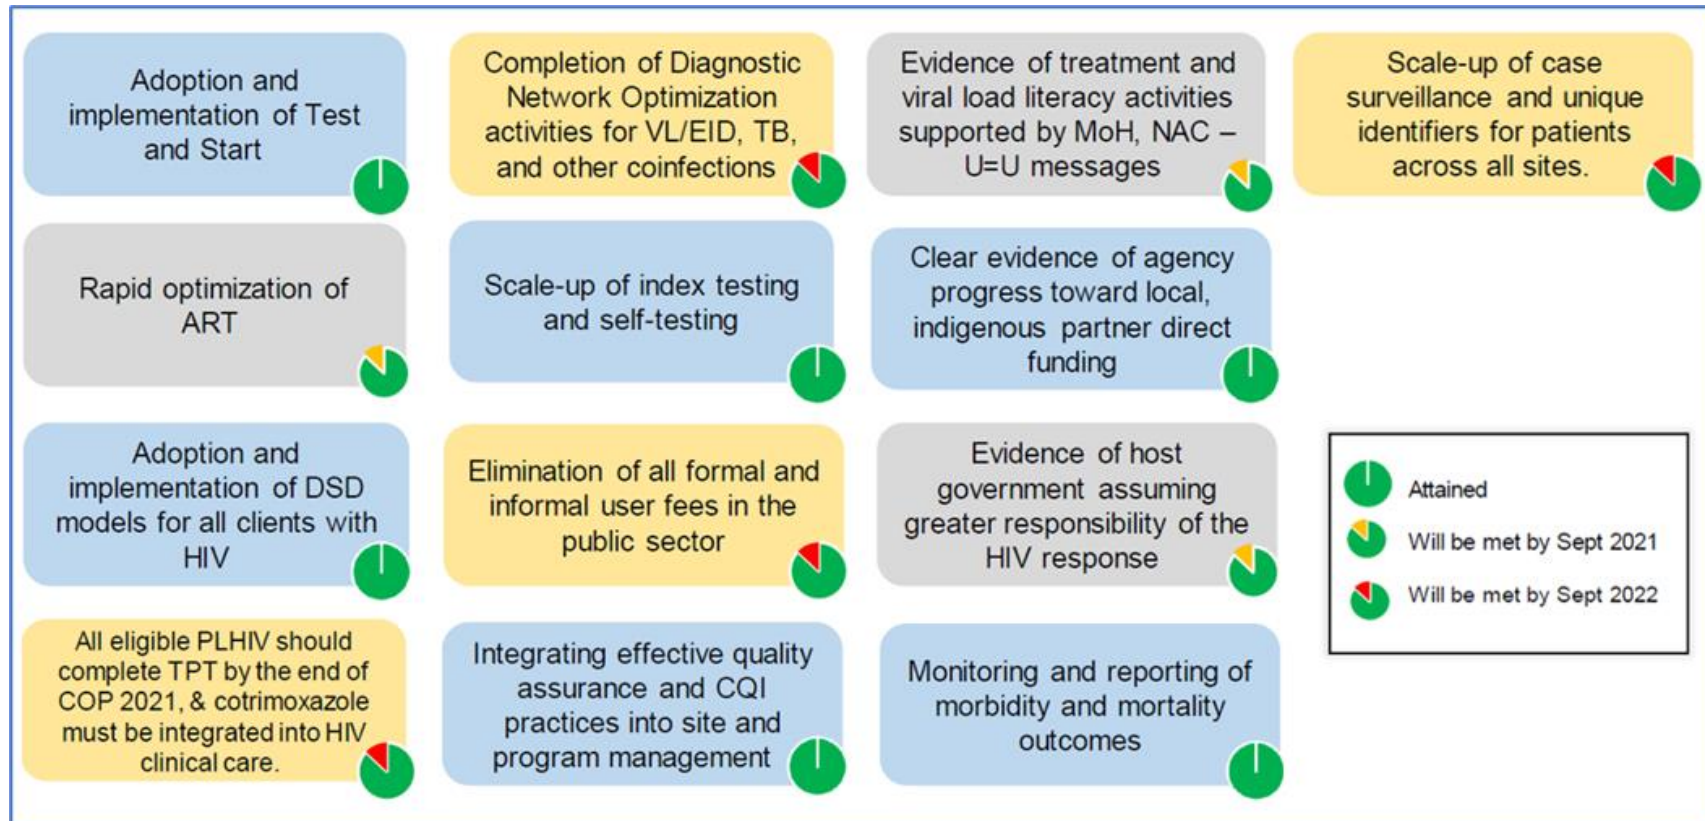 Adoption and
implementation of Test
and Start
Completion of Diagnostic
Network Optimization
activities for VL/EID, TB,
and other coinfections
Evidence of treatment and
viral load literacy activities
supported by MoH, NAC –
U=U messages
Scale-up of case
surveillance and unique
identifiers for patients
across all sites.
Rapid optimization of
ART
Scale-up of index testing
and self-testing
Clear evidence of agency
progress toward local,
indigenous partner direct
funding
Adoption and
implementation of DSD
models for all clients with
HIV
Elimination of all formal and
informal user fees in the
public sector
Evidence of host
government assuming
greater responsibility of the
HIV response
All eligible PLHIV should
complete TPT by the end of
COP 2021, & cotrimoxazole
must be integrated into HIV
clinical care.
Integrating effective quality
assurance and CQI
practices into site and
program management
Monitoring and reporting of
morbidity and mortality
outcomes
Attained
Will be met by Sept 2021
Will be met by Sept 2022